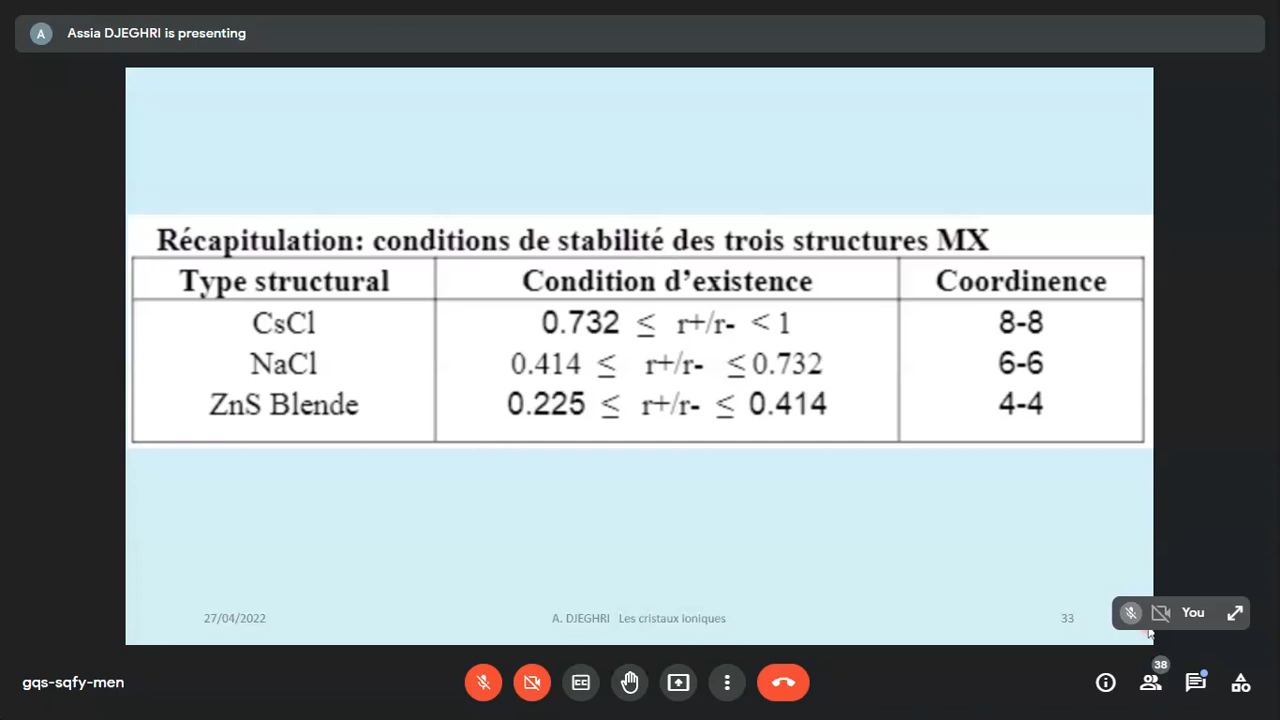 A Assia DJEGHRI is presenting
Récapitulation: conditions de stabilité des trois structures MX
Type structural Condition d’existence Coordinence
CsCl 0.732 ≤ r+/r- < 1 8-8
NaCl 0.414 ≤ r+/r- ≤ 0.732 6-6
ZnS Blende 0.225 ≤ r+/r- ≤ 0.414 4-4
27/04/2022 A. DJEGHRI Les cristaux ioniques 33
You
38
gqs-sqfy-men